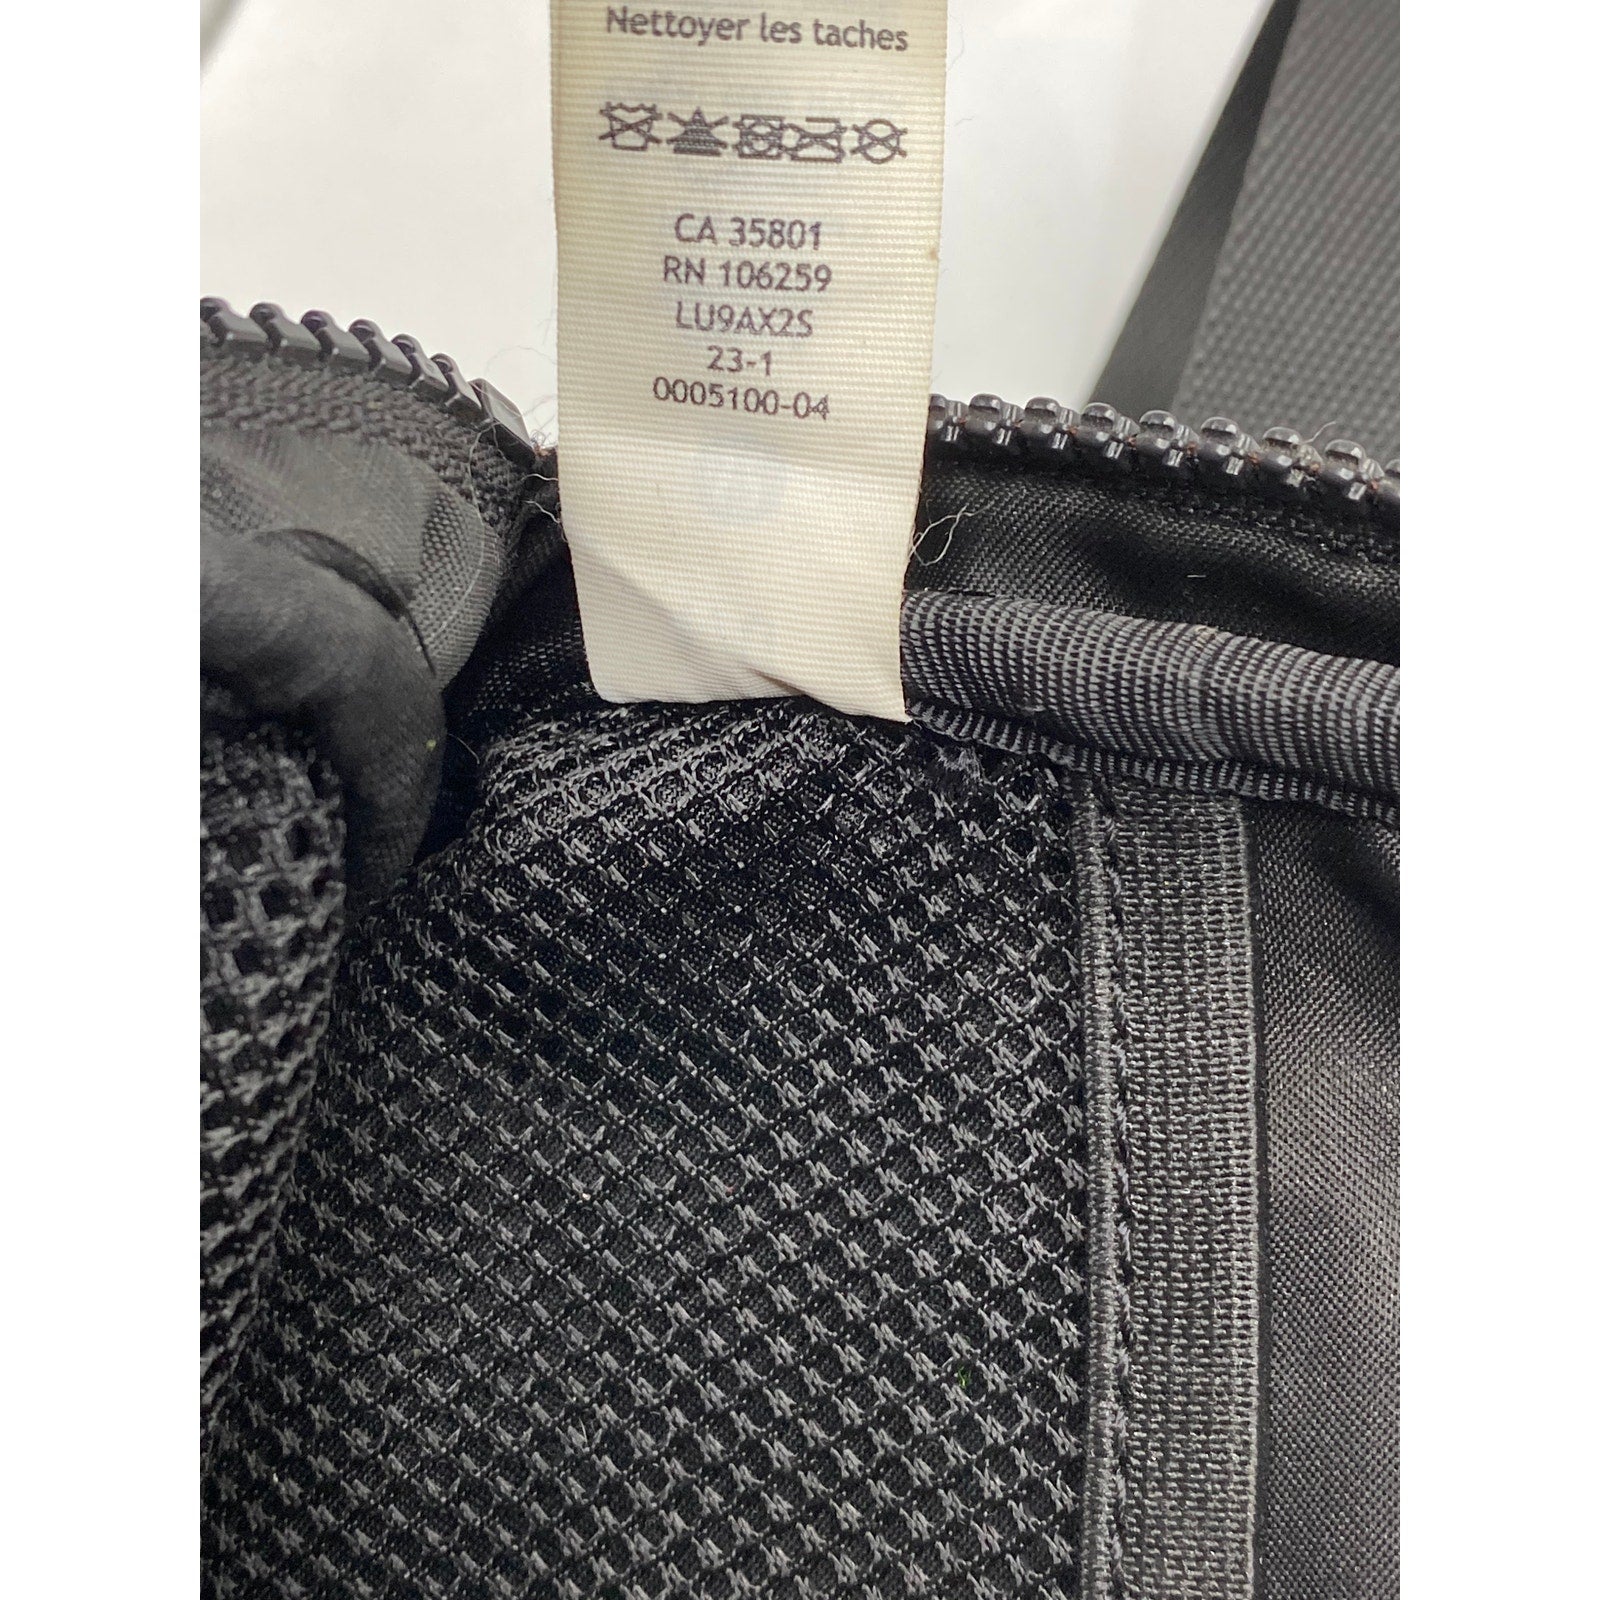 Nettoyer les taches
CA 35801
RN 106259
LU9AX2S
23-1
0005100-04